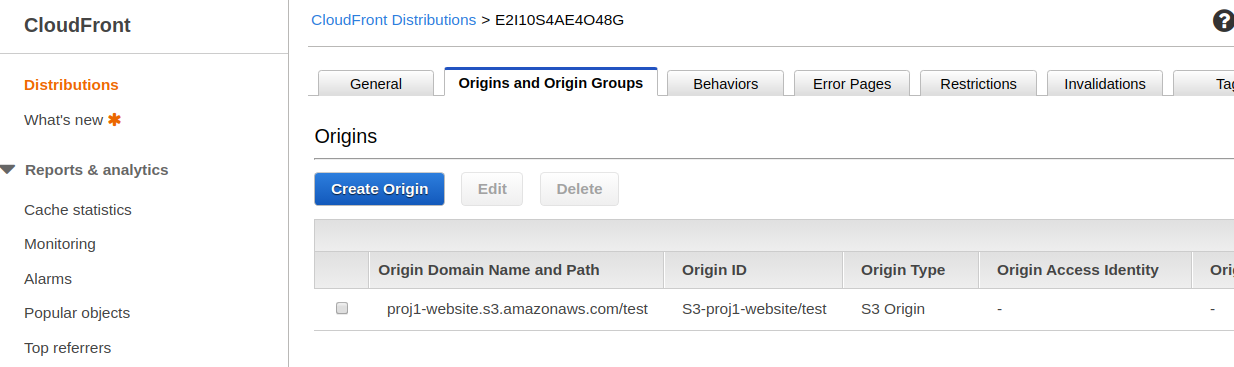 CloudFront
CloudFront Distributions > E2I10S4AE4O48G
?
General
Origins and Origin Groups
Behaviors
Error Pages
Restrictions
Invalidations
Tag
Distributions
What's new ✱
Reports & analytics
Cache statistics
Monitoring
Alarms
Popular objects
Top referrers
Origins
Create Origin
Edit
Delete
Origin Domain Name and Path
Origin ID
Origin Type
Origin Access Identity
Ori
proj1-website.s3.amazonaws.com/test
S3-proj1-website/test
S3 Origin
-
-